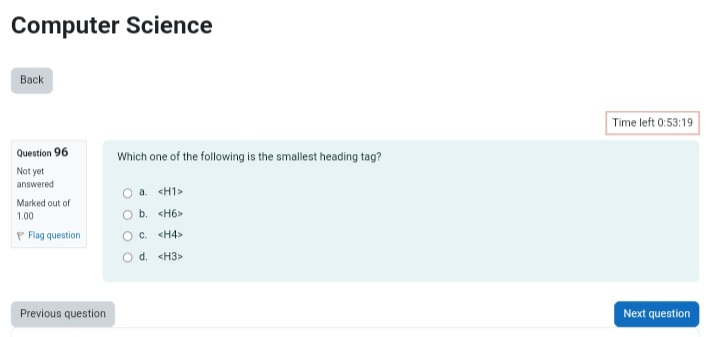 Computer Science
Back
Time left 0:53:19
Question 96
Not yet
answered
Marked out of
1.00
Flag question
Which one of the following is the smallest heading tag?
a. <H1>
b. <H6>
c. <H4>
d. <H3>
Previous question
Next question